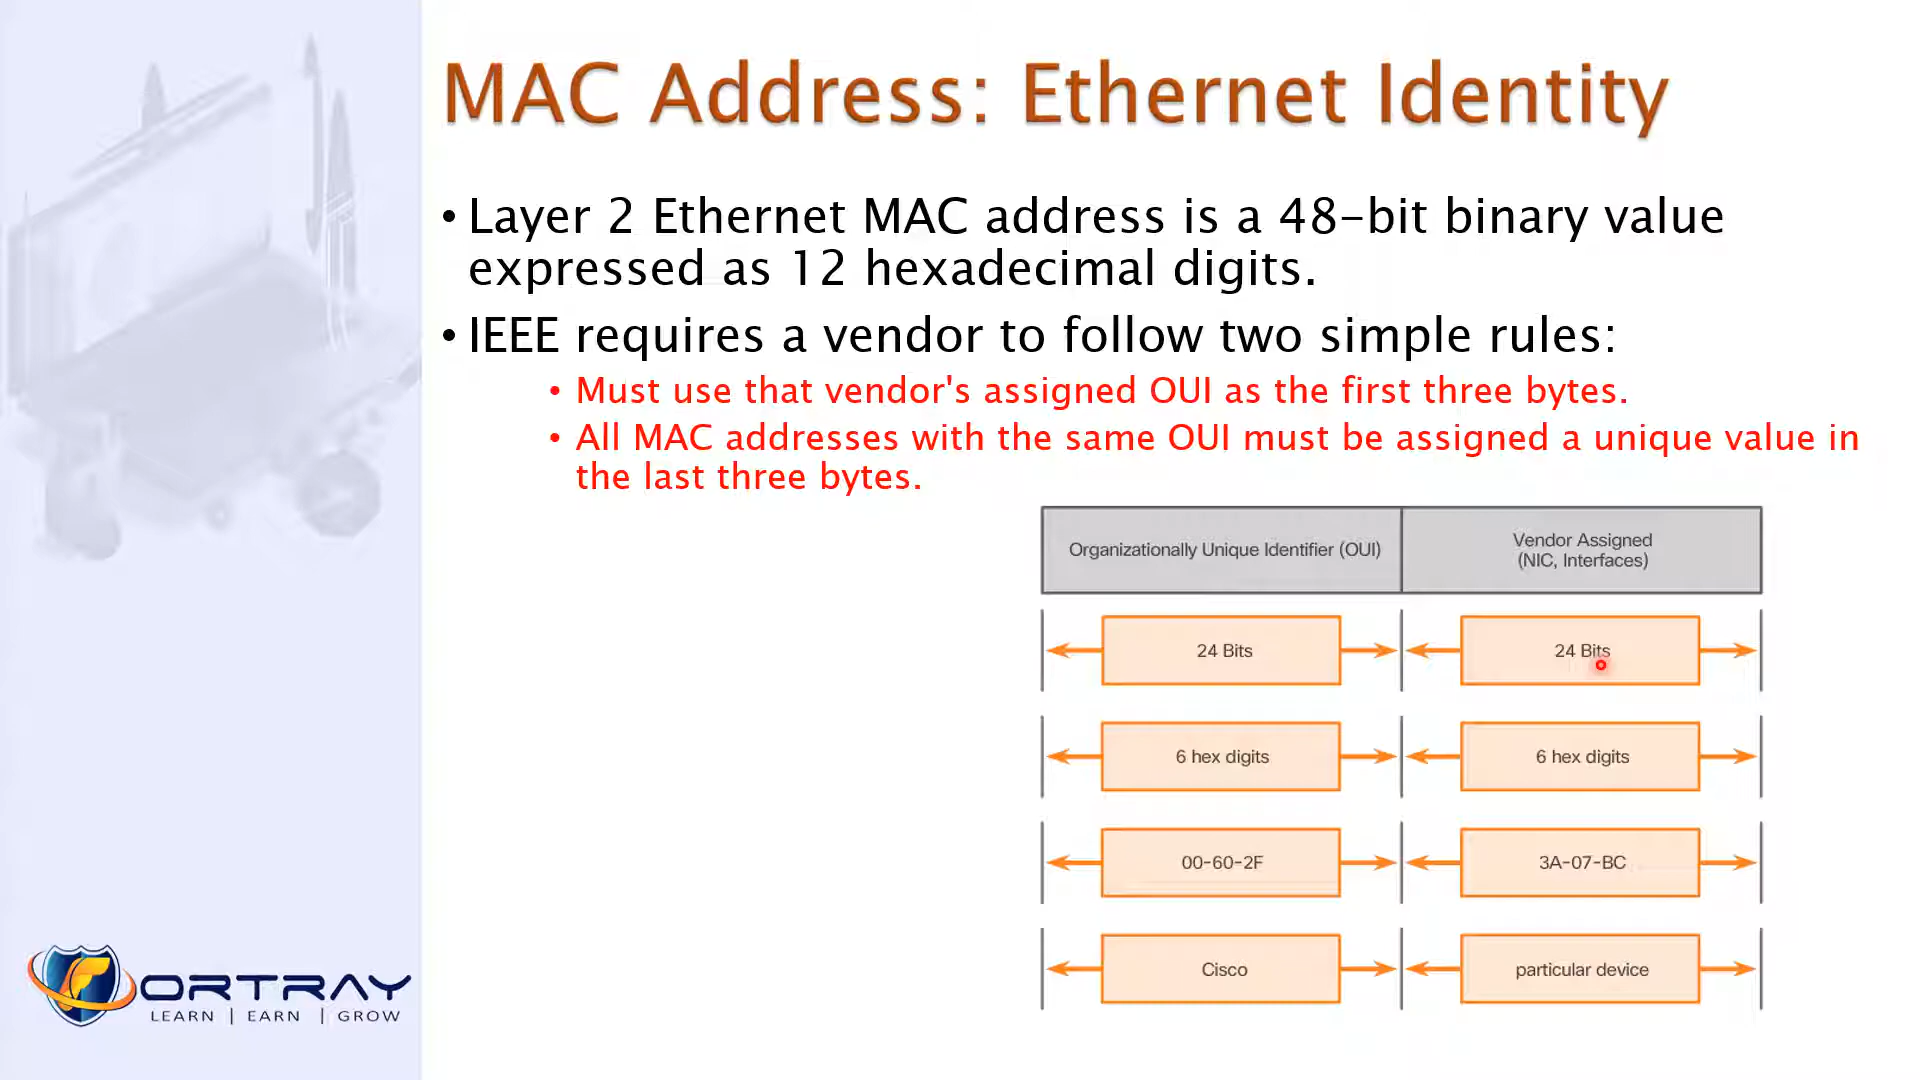 MAC Address: Ethernet Identity
• Layer 2 Ethernet MAC address is a 48-bit binary value
expressed as 12 hexadecimal digits.
• IEEE requires a vendor to follow two simple rules:
• Must use that vendor's assigned OUI as the first three bytes.
• All MAC addresses with the same OUI must be assigned a unique value in
the last three bytes.
Organizationally Unique Identifier (OUI)
Vendor Assigned
(NIC, Interfaces)
24 Bits
24 Bits
6 hex digits
6 hex digits
00-60-2F
3A-07-BC
Cisco
particular device
FORTRAY
LEARN | EARN | GROW